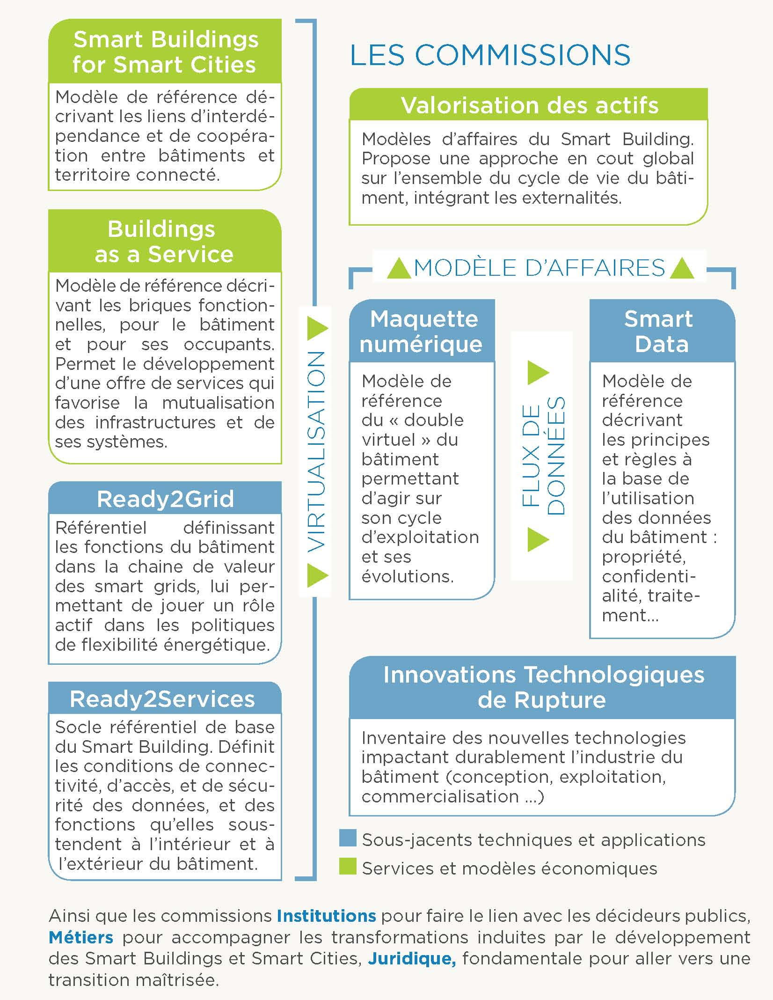 Smart Buildings
for Smart Cities
Modèle de référence dé-
crivant les liens d’interdé-
pendance et de coopéra-
tion entre bâtiments et
territoire connecté.
Buildings
as a Service
Modèle de référence décri-
vant les briques fonction-
nelles, pour le bâtiment
et pour ses occupants.
Permet le développement
d’une offre de services qui
favorise la mutualisation
des infrastructures et de
ses systèmes.
Ready2Grid
Référentiel définissant
les fonctions du bâtiment
dans la chaine de valeur
des smart grids, lui per-
mettant de jouer un rôle
actif dans les politiques
de flexibilité énergétique.
Ready2Services
Socle référentiel de base
du Smart Building. Définit
les conditions de connec-
tivité, d’accès, et de sécu-
rité des données, et des
fonctions qu’elles sous-
tendent à l’intérieur et à
l’extérieur du bâtiment.
VIRTUALISATION
LES COMMISSIONS
Valorisation des actifs
Modèles d’affaires du Smart Building.
Propose une approche en cout global
sur l’ensemble du cycle de vie du bâti-
ment, intégrant les externalités.
MODÈLE D’AFFAIRES
Maquette
numérique
Modèle de
référence
du « double
virtuel » du
bâtiment
permettant
d’agir sur
son cycle
d’exploitation
et ses
évolutions.
FLUX DE
DONNÉES
Smart
Data
Modèle de
référence
décrivant
les principes
et règles à
la base de
l’utilisation
des données
du bâtiment :
propriété,
confidenti-
alité, traite-
ment...
Innovations Technologiques
de Rupture
Inventaire des nouvelles technologies
impactant durablement l’industrie du
bâtiment (conception, exploitation,
commercialisation ...)
Sous-jacents techniques et applications
Services et modèles économiques
Ainsi que les commissions Institutions pour faire le lien avec les décideurs publics,
Métiers pour accompagner les transformations induites par le développement
des Smart Buildings et Smart Cities, Juridique, fondamentale pour aller vers une
transition maîtrisée.